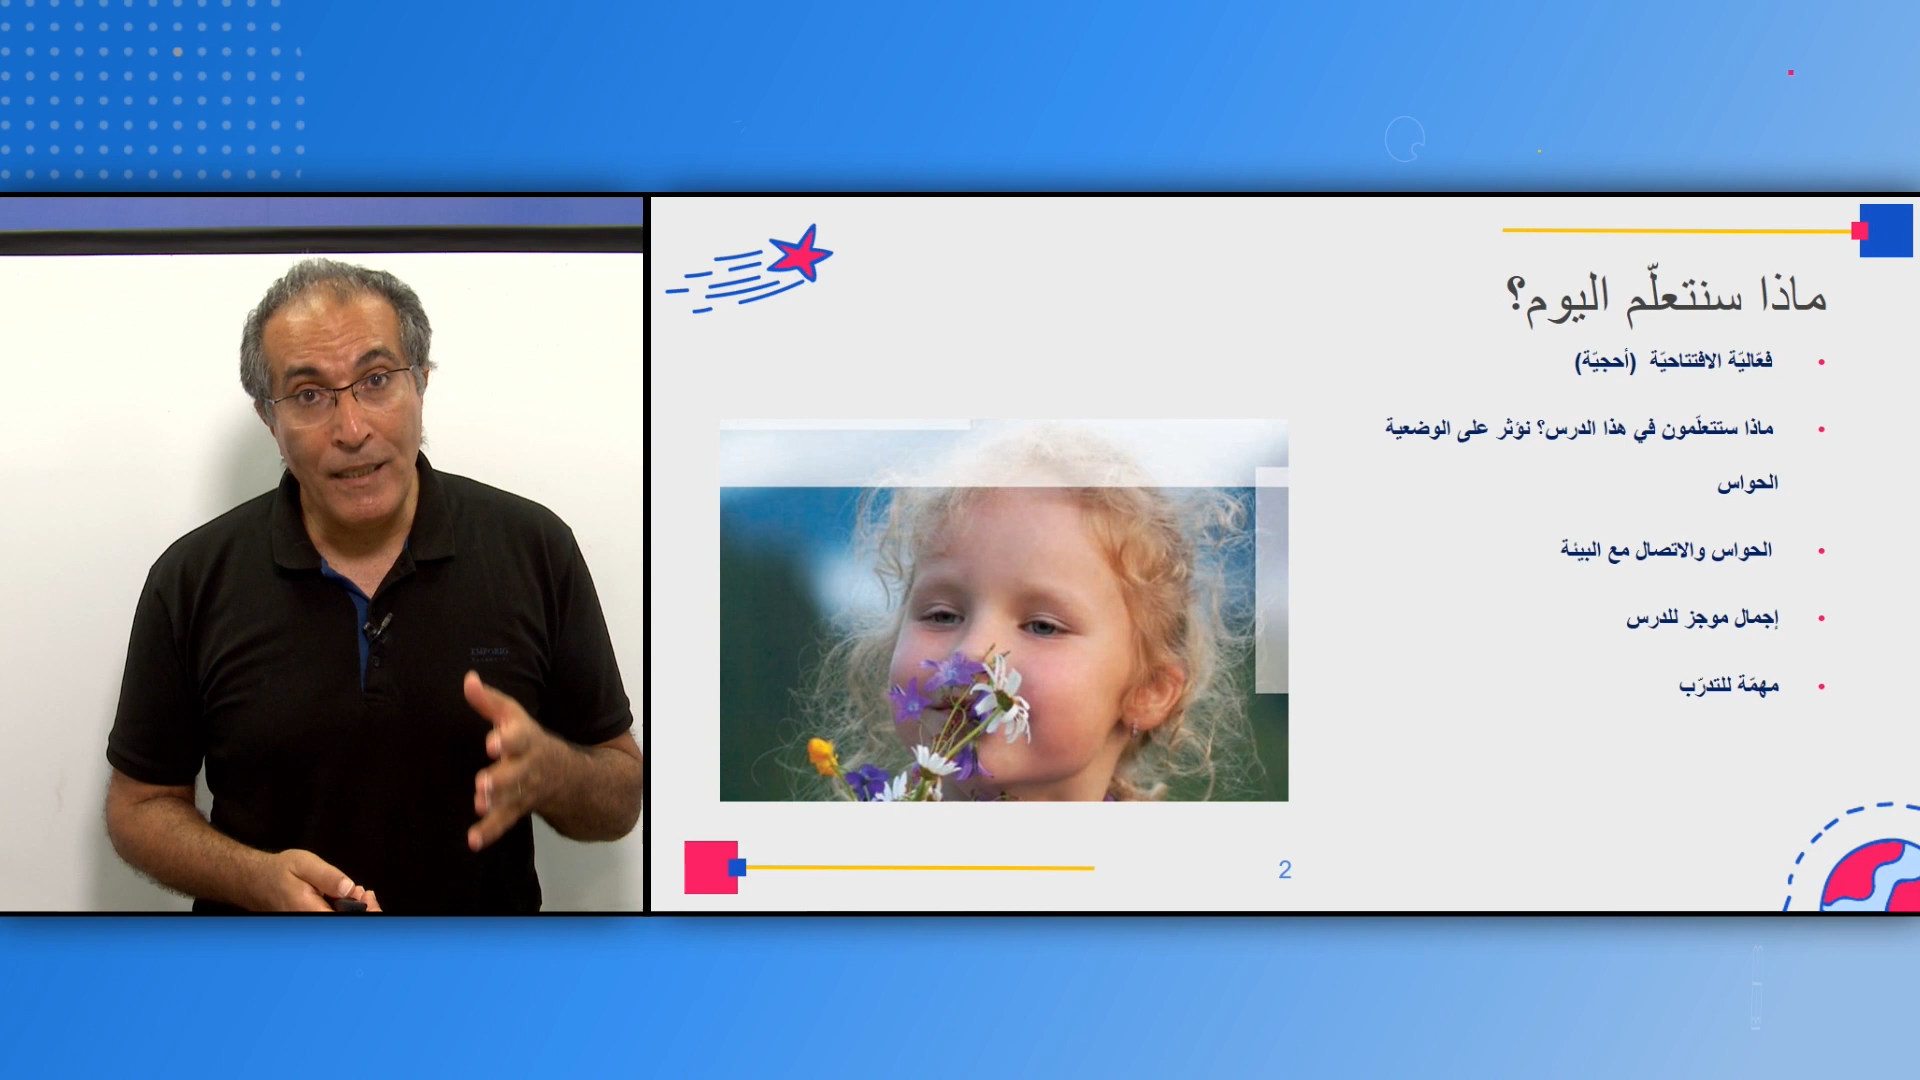 ماذا سنتعلّم اليوم؟
فعّاليّة الافتتاحيّة (أحجيّة)
ماذا ستتعلّمون في هذا الدرس؟ نؤثر على الوضعية
الحواس
الحواس والاتصال مع البيئة
إجمال موجز للدرس
مهمّة للتدرّب
2
EMPORIO